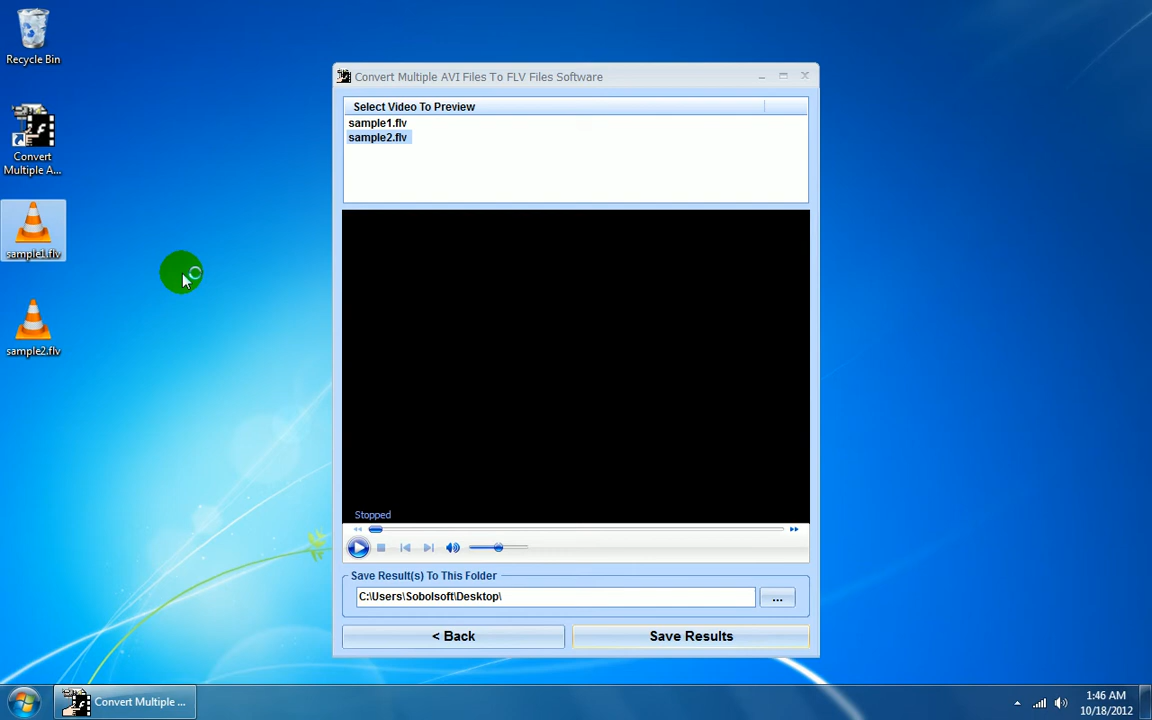 Recycle Bin
Convert
Multiple A...
sample1.flv
sample2.flv
Convert Multiple AVI Files To FLV Files Software
Select Video To Preview
sample1.flv
sample2.flv
Stopped
Save Result(s) To This Folder
C:\Users\Sobolsoft\Desktop\
...
< Back
Save Results
Convert Multiple ...
1:46 AM
10/18/2012